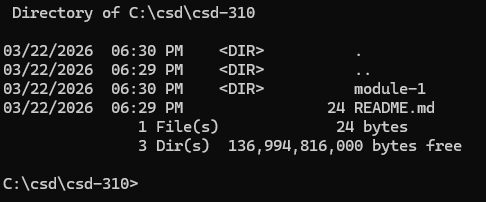 Directory of C:\csd\csd-310
03/22/2026  06:30 PM    <DIR>          .
03/22/2026  06:29 PM    <DIR>          ..
03/22/2026  06:30 PM    <DIR>          module-1
03/22/2026  06:29 PM                24 README.md
               1 File(s)             24 bytes
               3 Dir(s)  136,994,816,000 bytes free
C:\csd\csd-310>